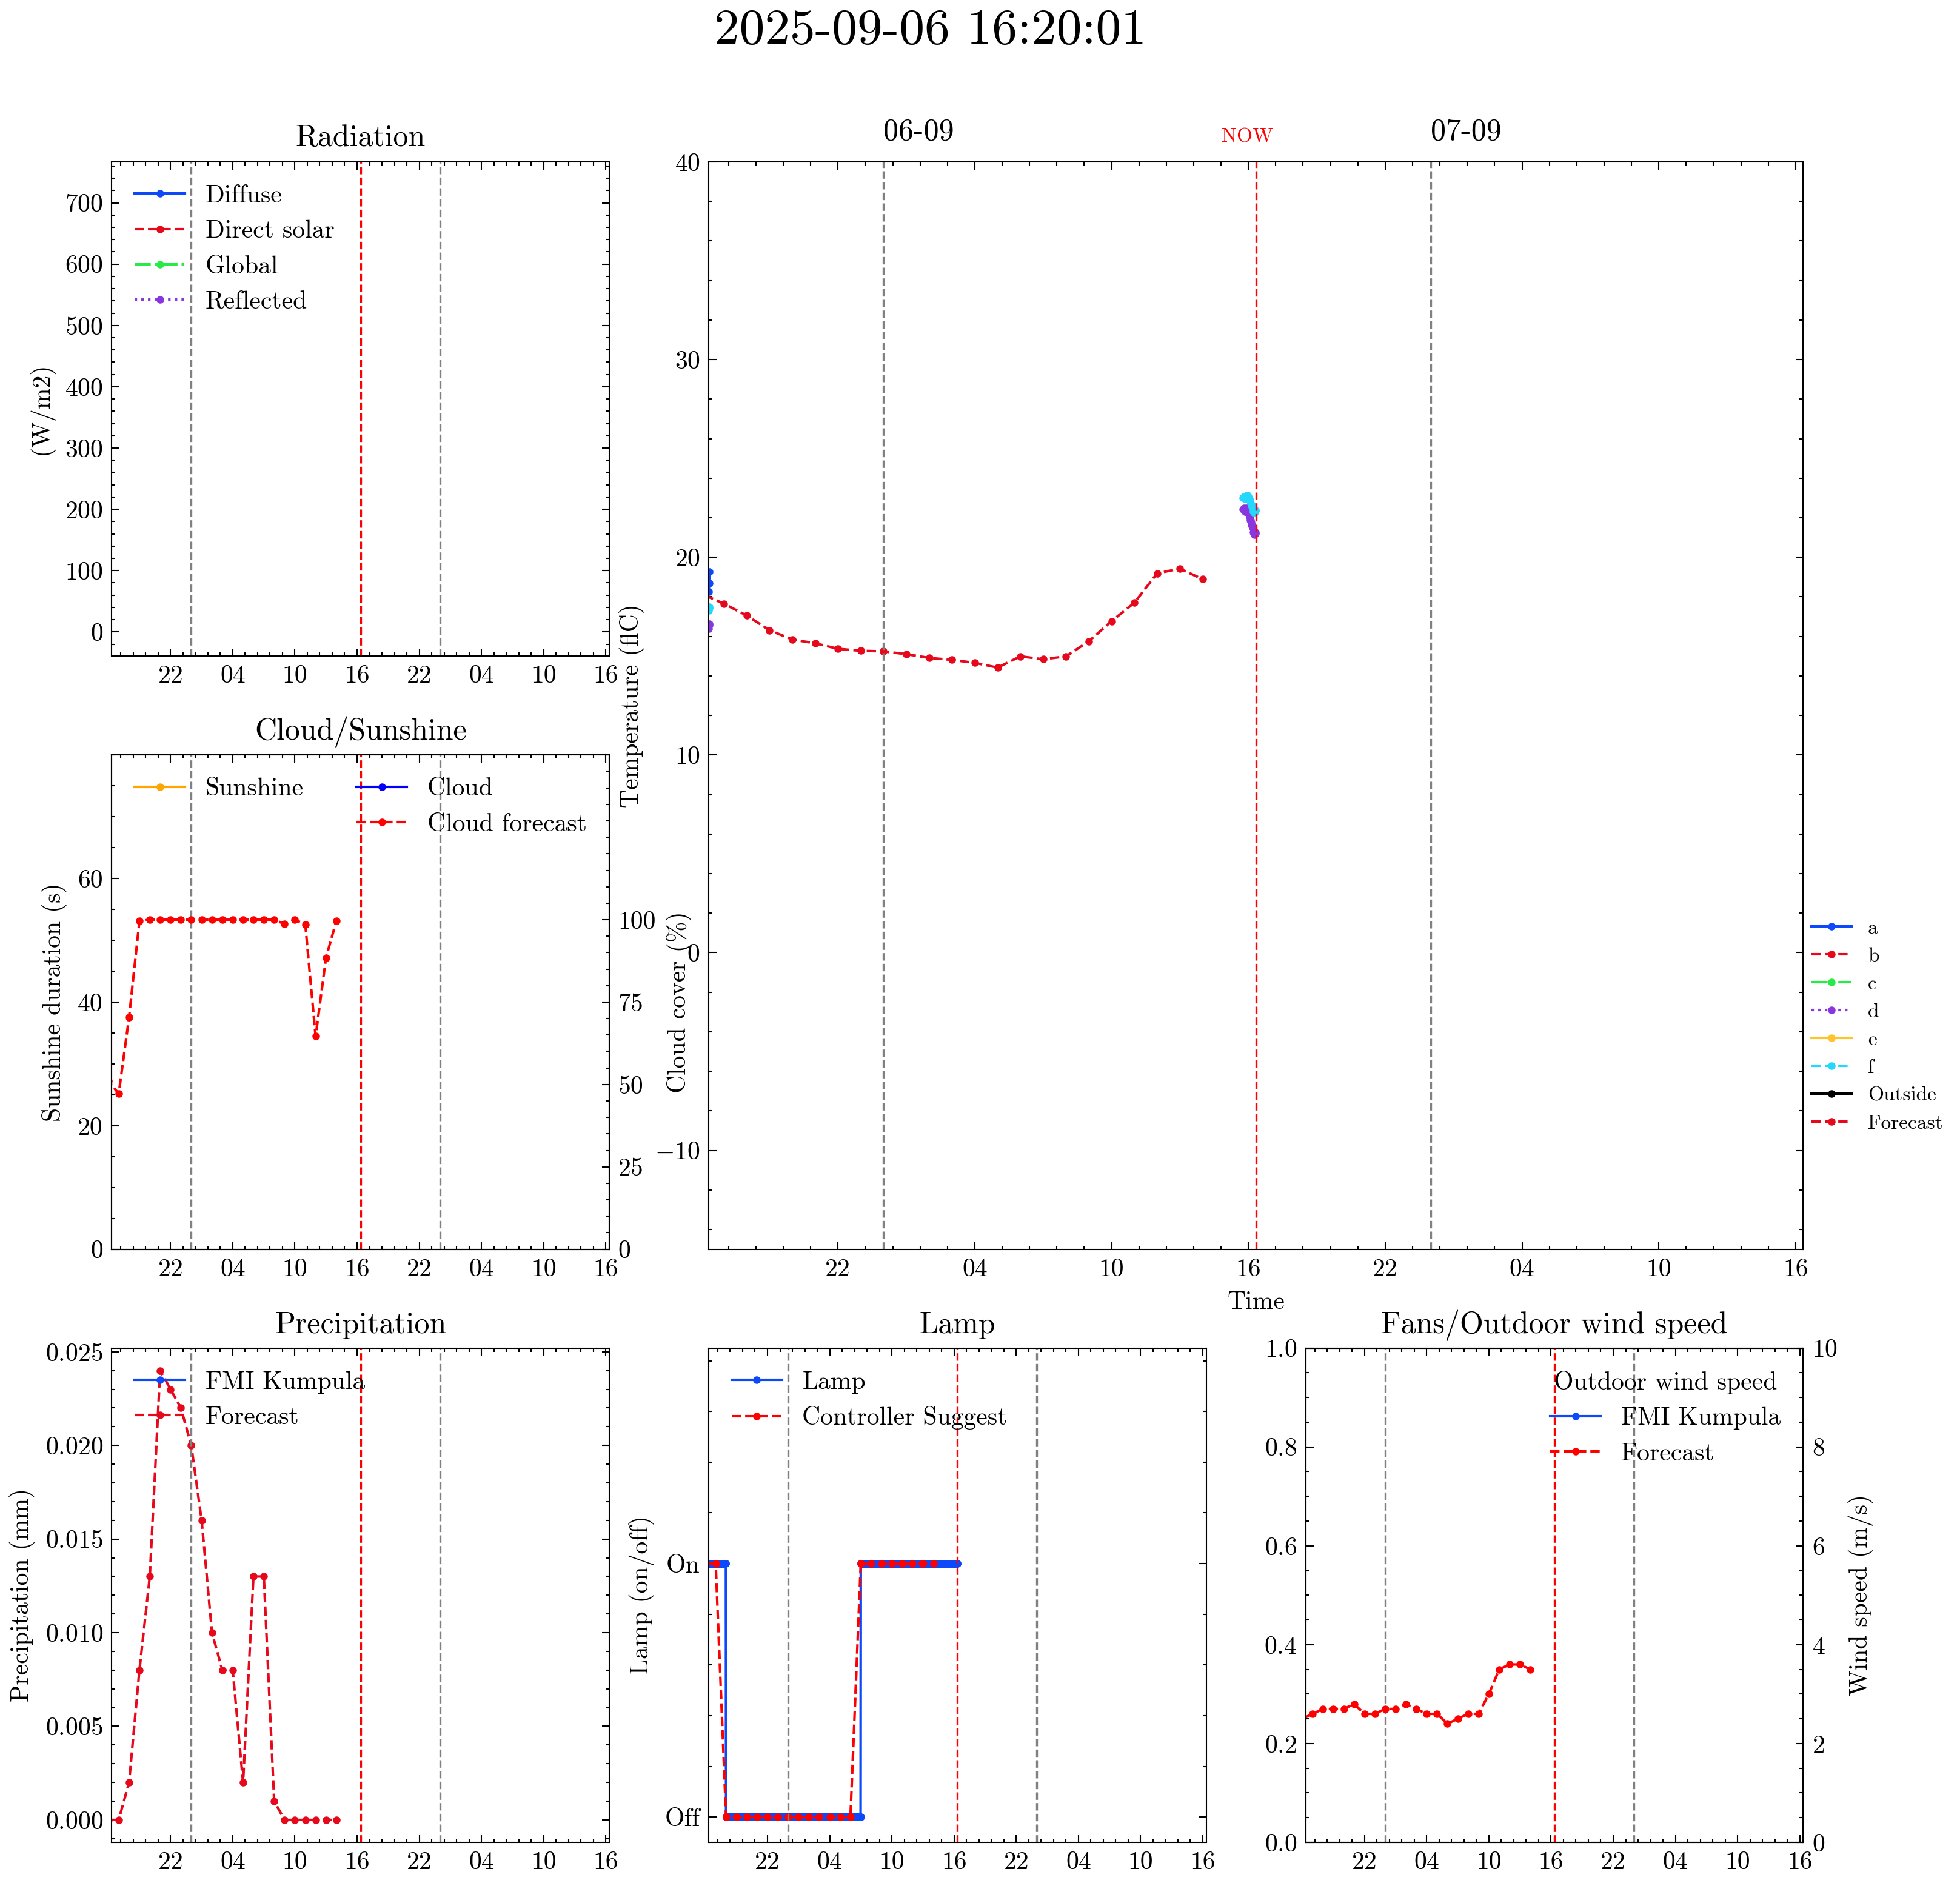 2025-09-06 16:20:01
Radiation
700
600
500
400
300
200
100
0
(W/m2)
Diffuse
Direct solar
Global
Reflected
22 04 10 16 22 04 10 16
06-09
NOW
07-09
40
30
20
10
0
−10
Temperature (flC)
22 04 10 16 22 04 10 16
Time
a
b
c
d
e
f
Outside
Forecast
Cloud/Sunshine
Sunshine
Cloud
Cloud forecast
60
40
20
0
Sunshine duration (s)
100
75
50
25
0
Cloud cover (%)
22 04 10 16 22 04 10 16
Precipitation
FMI Kumpula
Forecast
0.025
0.020
0.015
0.010
0.005
0.000
Precipitation (mm)
22 04 10 16 22 04 10 16
Lamp
Lamp
Controller Suggest
On
Off
Lamp (on/off)
22 04 10 16 22 04 10 16
Fans/Outdoor wind speed
Outdoor wind speed
FMI Kumpula
Forecast
1.0
0.8
0.6
0.4
0.2
0.0
10
8
6
4
2
0
Wind speed (m/s)
22 04 10 16 22 04 10 16